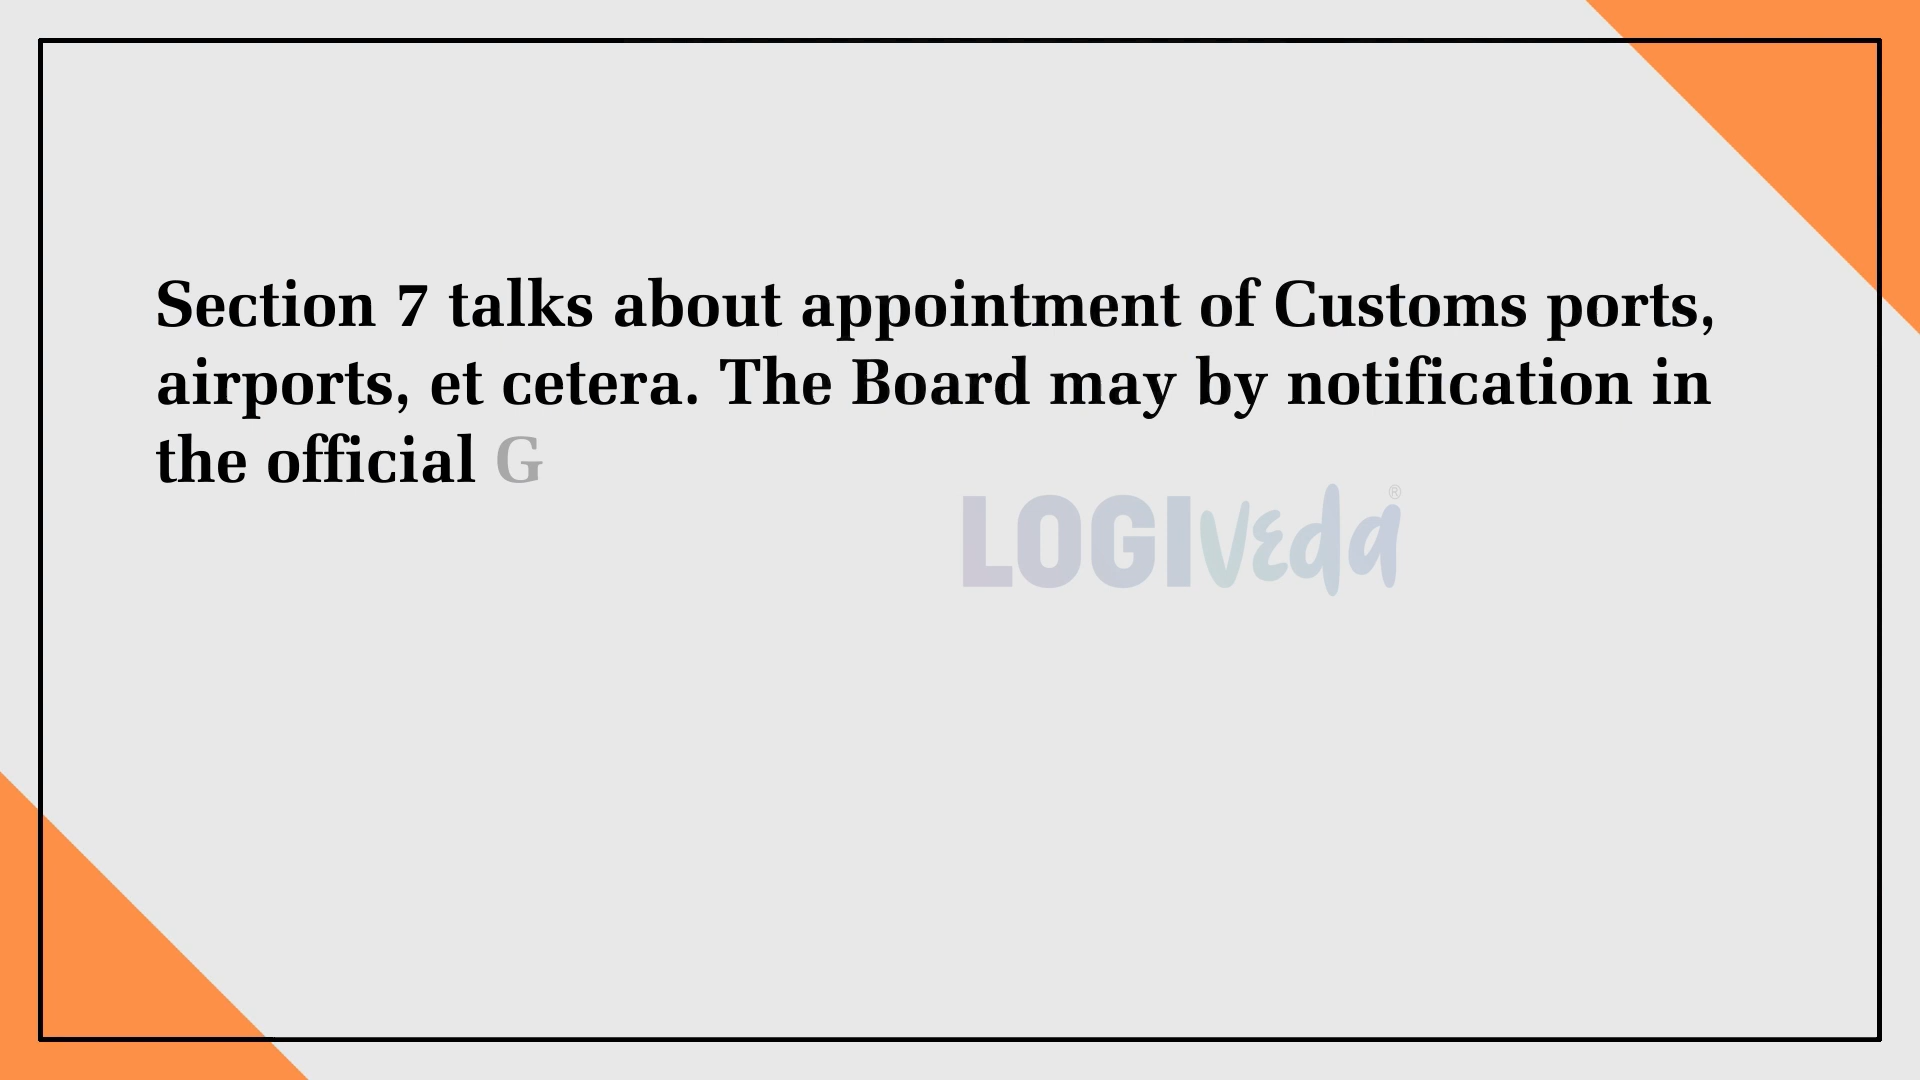 Section 7 talks about appointment of Customs ports,
airports, et cetera. The Board may by notification in
the official G
LOGIVeda®